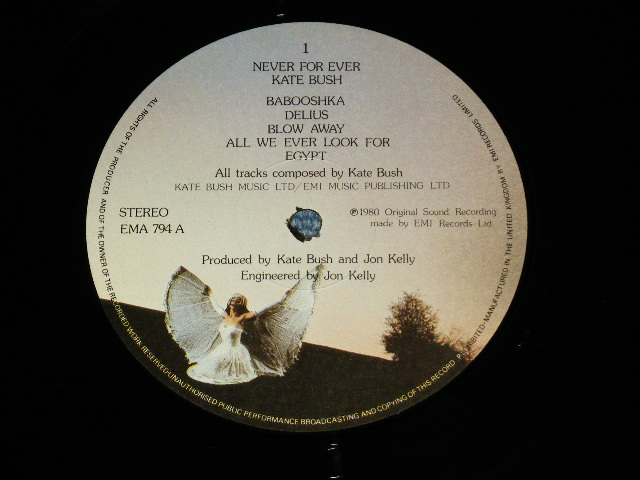 1
NEVER FOR EVER
KATE BUSH
BABOOSHKA
DELIUS
BLOW AWAY
ALL WE EVER LOOK FOR
EGYPT
All tracks composed by Kate Bush
KATE BUSH MUSIC LTD/EMI MUSIC PUBLISHING LTD
STEREO
EMA 794 A
℗1980 Original Sound Recording
made by EMI Records Ltd
Produced by Kate Bush and Jon Kelly
Engineered by Jon Kelly
ALL RIGHTS OF THE PRODUCER AND OF THE OWNER OF THE RECORDED WORK RESERVED·UNAUTHORISED PUBLIC PERFORMANCE BROADCASTING AND COPYING OF THIS RECORD PROHIBITED·MANUFACTURED IN THE UNITED KINGDOM BY EMI RECORDS LIMITED